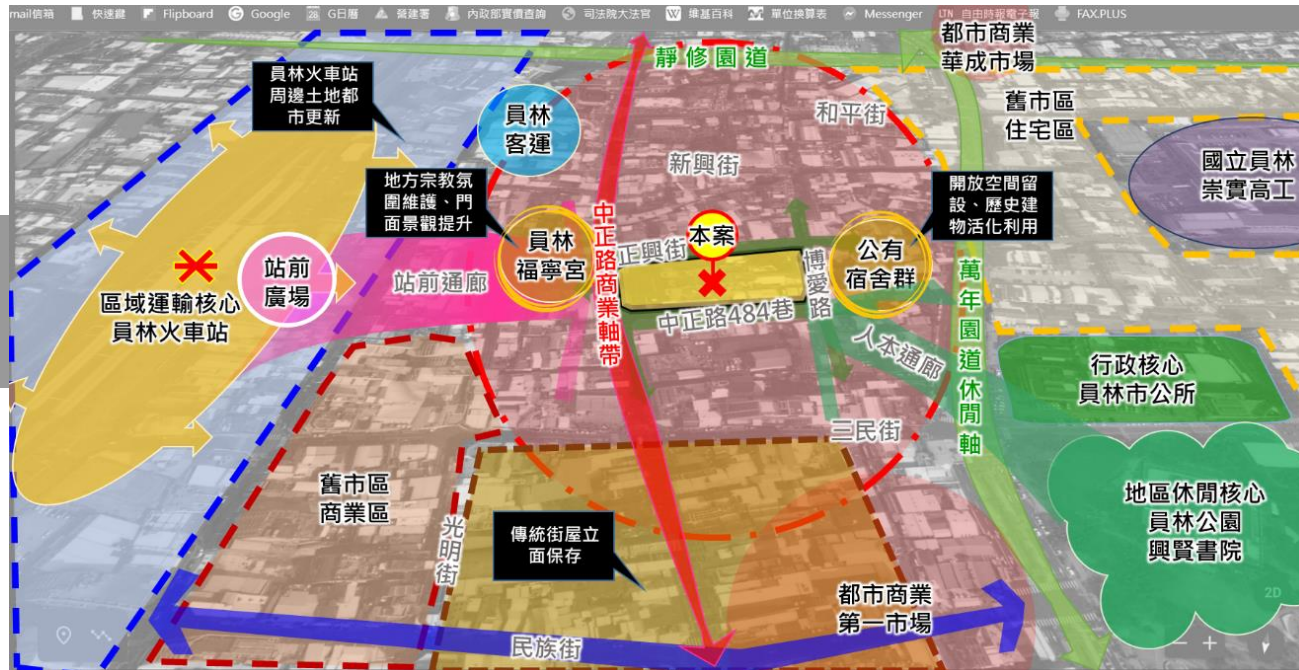 mail信箱 快速鍵 Flipboard Google G日曆 營建署 內政部實價查詢 司法院大法官 維基百科 單位換算表 Messenger 自由時報電子報 FAX.PLUS
都市商業
華成市場
靜修園道
員林火車站
周邊土地都
市更新
員林
客運
和平街
舊市區
住宅區
國立員林
崇實高工
新興街
地方宗教氛
圍維護、門
面景觀提升
開放空間留
設、歷史建
物活化利用
中正路商業軸帶
本案
員林
福寧宮
正興街
博愛路
公有
宿舍群
萬年園道休閒軸
站前
廣場
站前通廊
區域運輸核心
員林火車站
中正路484巷
人本通廊
行政核心
員林市公所
三民街
舊市區
商業區
光明街
傳統街屋立
面保存
地區休閒核心
員林公園
興賢書院
都市商業
第一市場
民族街
2D